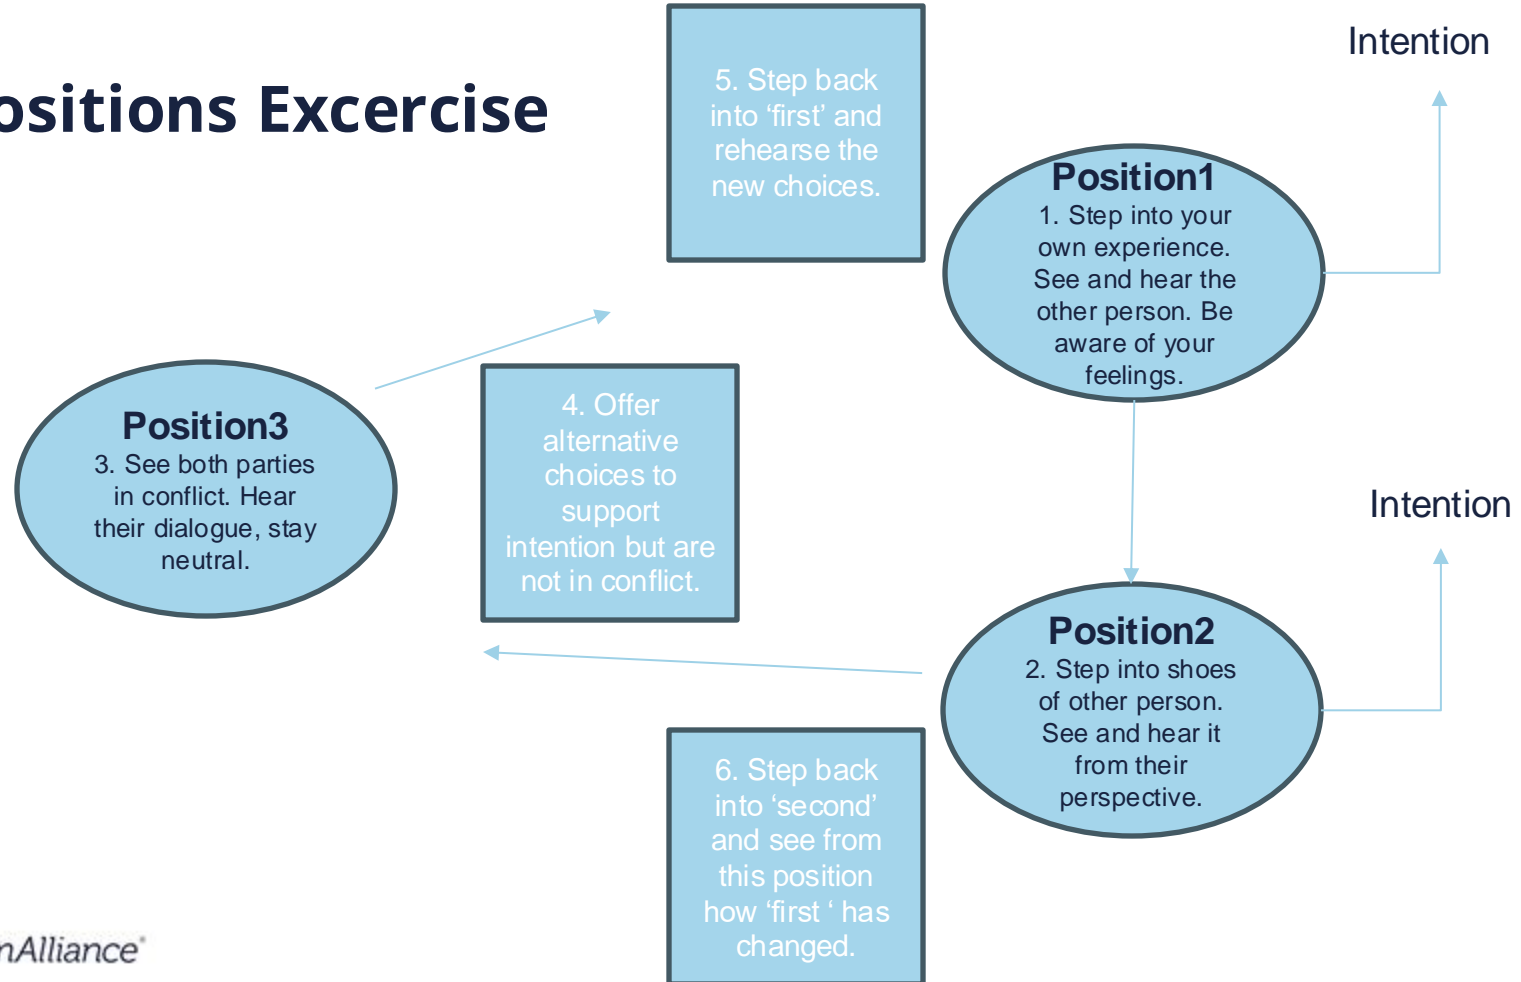 ositions Excercise
5. Step back
into ‘first’ and
rehearse the
new choices.
Intention
Position1
1. Step into your
own experience.
See and hear the
other person. Be
aware of your
feelings.
Position3
3. See both parties
in conflict. Hear
their dialogue, stay
neutral.
4. Offer
alternative
choices to
support
intention but are
not in conflict.
Intention
Position2
2. Step into shoes
of other person.
See and hear it
from their
perspective.
6. Step back
into ‘second’
and see from
this position
how ‘first ‘ has
changed.
nAlliance®